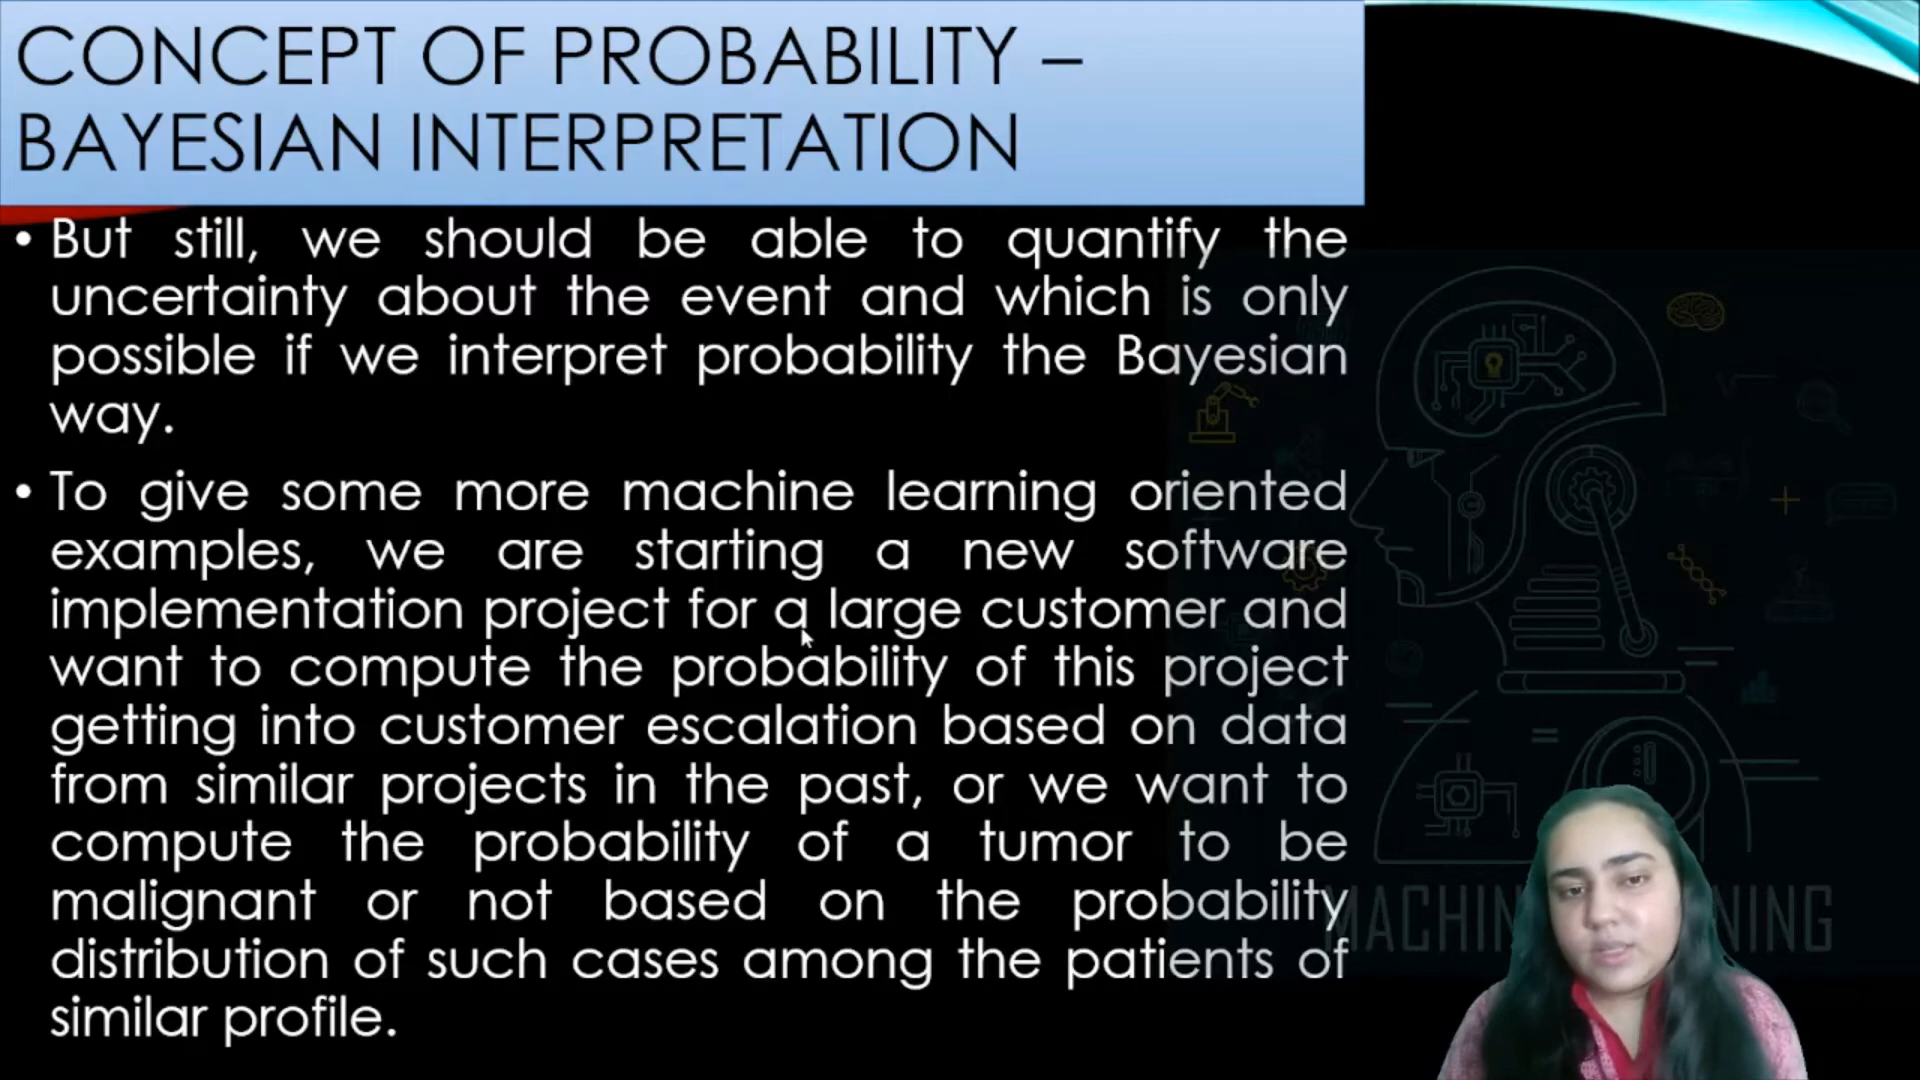 CONCEPT OF PROBABILITY –
BAYESIAN INTERPRETATION
• But still, we should be able to quantify the
uncertainty about the event and which is only
possible if we interpret probability the Bayesian
way.
• To give some more machine learning oriented
examples, we are starting a new software
implementation project for a large customer and
want to compute the probability of this project
getting into customer escalation based on data
from similar projects in the past, or we want to
compute the probability of a tumor to be
malignant or not based on the probability
distribution of such cases among the patients of
similar profile.